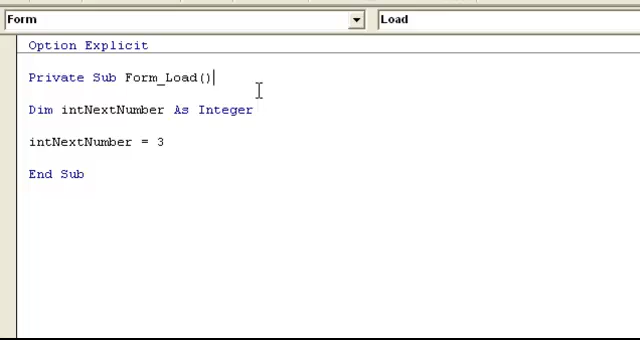 Form Load
Option Explicit
Private Sub Form_Load()
Dim intNextNumber As Integer
intNextNumber = 3
End Sub